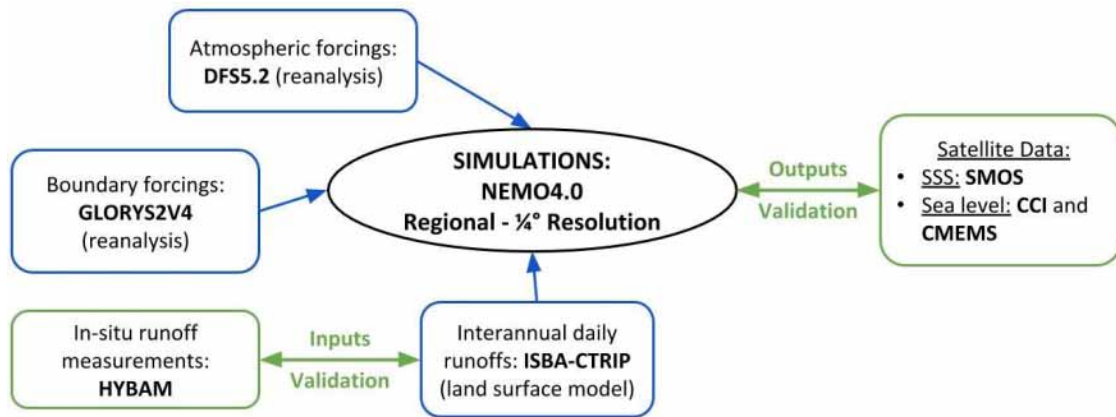 Atmospheric forcings:
DFS5.2 (reanalysis)
Boundary forcings:
GLORYS2V4
(reanalysis)
SIMULATIONS:
NEMO4.0
Regional - ¼° Resolution
Outputs
Validation
Satellite Data:
• SSS: SMOS
• Sea level: CCI and
CMEMS
In-situ runoff
measurements:
HYBAM
Inputs
Validation
Interannual daily
runoffs: ISBA-CTRIP
(land surface model)